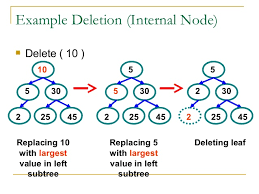 Example Deletion (Internal Node)
Delete ( 10 )
10 5 5
5 30 5 30 2 30
2 25 45 2 25 45 2 25 45
Replacing 10 Replacing 5 Deleting leaf
with largest with largest
value in left value in left
subtree subtree